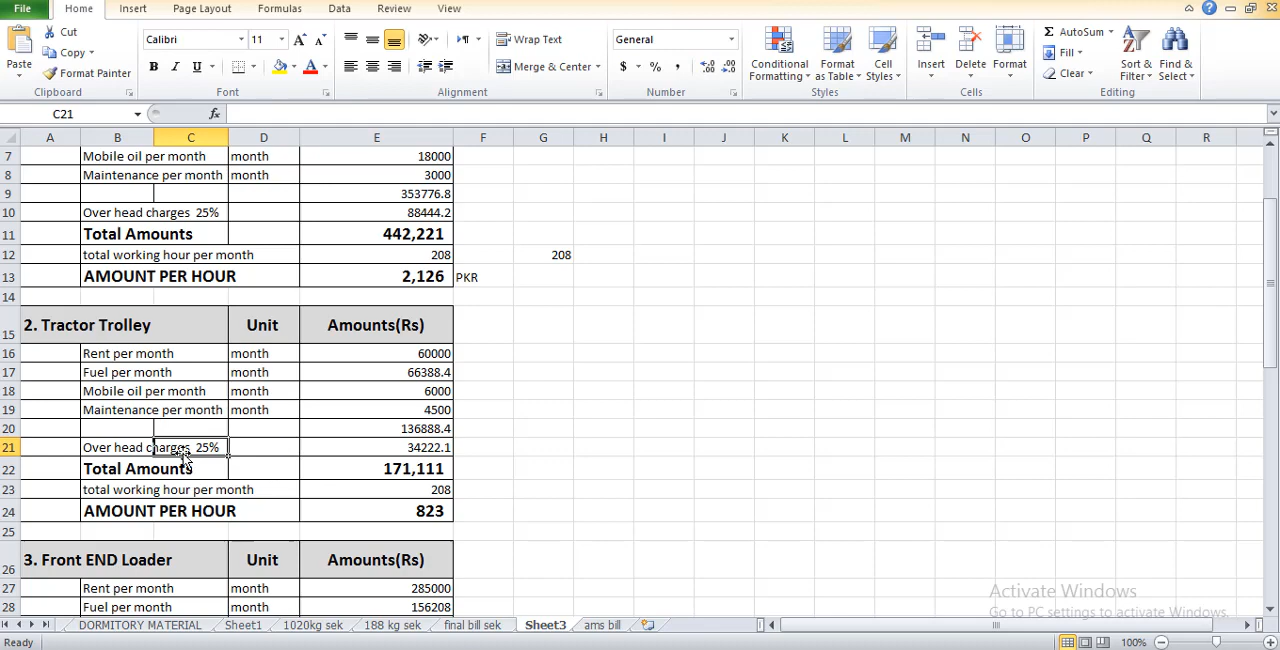 File Home Insert Page Layout Formulas Data Review View
Cut
Copy
Format Painter
Paste
Calibri 11
B I U
Wrap Text
Merge & Center
General
$ % ,
Conditional Formatting
Format as Table
Cell Styles
Insert Delete Format
AutoSum
Fill
Clear
Sort & Filter
Find & Select
Clipboard Font Alignment Number Styles Cells Editing
C21 fx
A B C D E F G H I J K L M N O P Q R
7 Mobile oil per month month 18000
8 Maintenance per month month 3000
9 353776.8
10 Over head charges 25% 88444.2
11 Total Amounts 442,221
12 total working hour per month 208 208
13 AMOUNT PER HOUR 2,126 PKR
14
15 2. Tractor Trolley Unit Amounts(Rs)
16 Rent per month month 60000
17 Fuel per month month 66388.4
18 Mobile oil per month month 6000
19 Maintenance per month month 4500
20 136888.4
21 Over head charges 25% 34222.1
22 Total Amounts 171,111
23 total working hour per month 208
24 AMOUNT PER HOUR 823
25
26 3. Front END Loader Unit Amounts(Rs)
27 Rent per month month 285000
28 Fuel per month month 156208
Activate Windows
Go to PC settings to activate Windows.
DORMITORY MATERIAL Sheet1 1020kg sek 188 kg sek final bill sek Sheet3 ams bill
Ready 100%